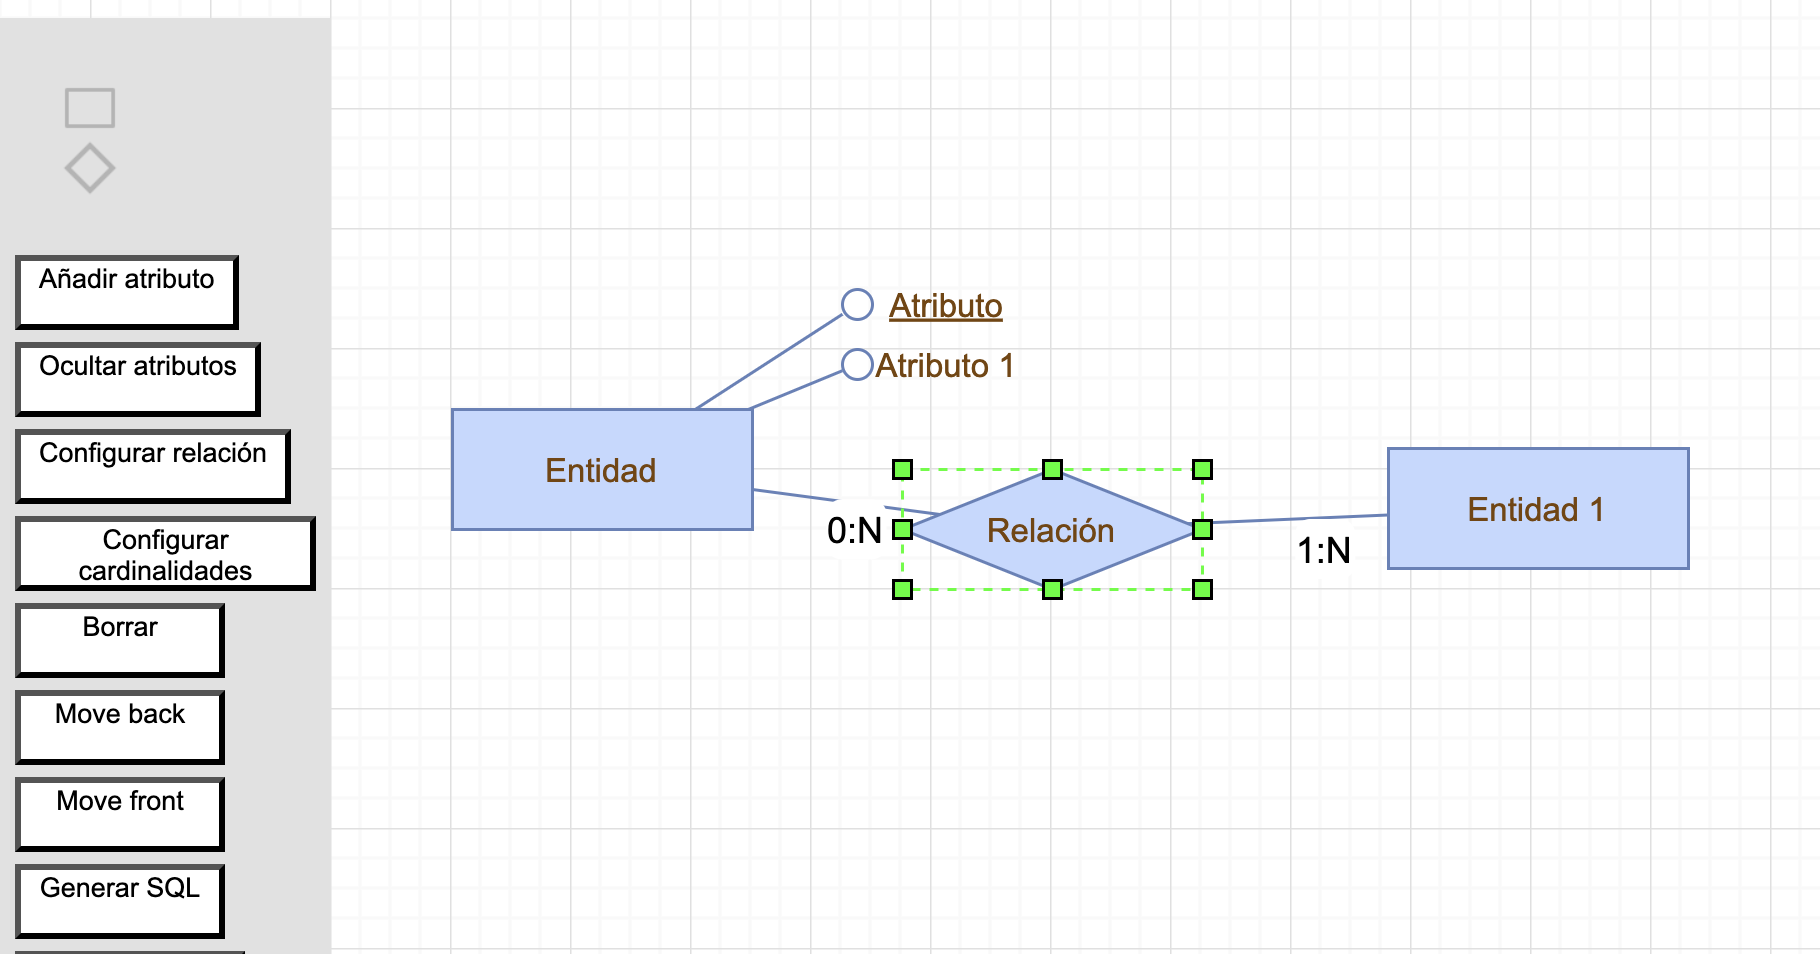 Añadir atributo
Ocultar atributos
Configurar relación
Configurar
cardinalidades
Borrar
Move back
Move front
Generar SQL
Atributo
Atributo 1
Entidad
0:N
Relación
1:N
Entidad 1